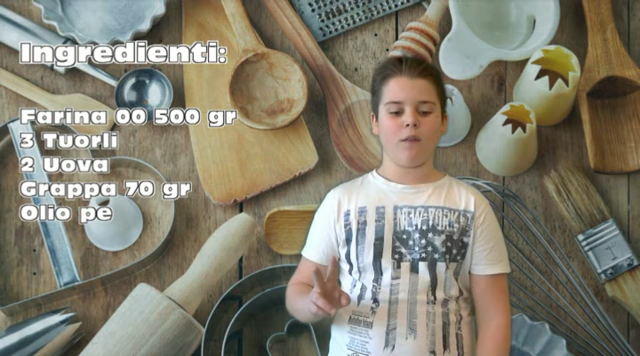 Ingredienti:
Farina 00 500 gr
3 Tuorli
2 Uova
Grappa 70 gr
Olio pe
NEW-YORK